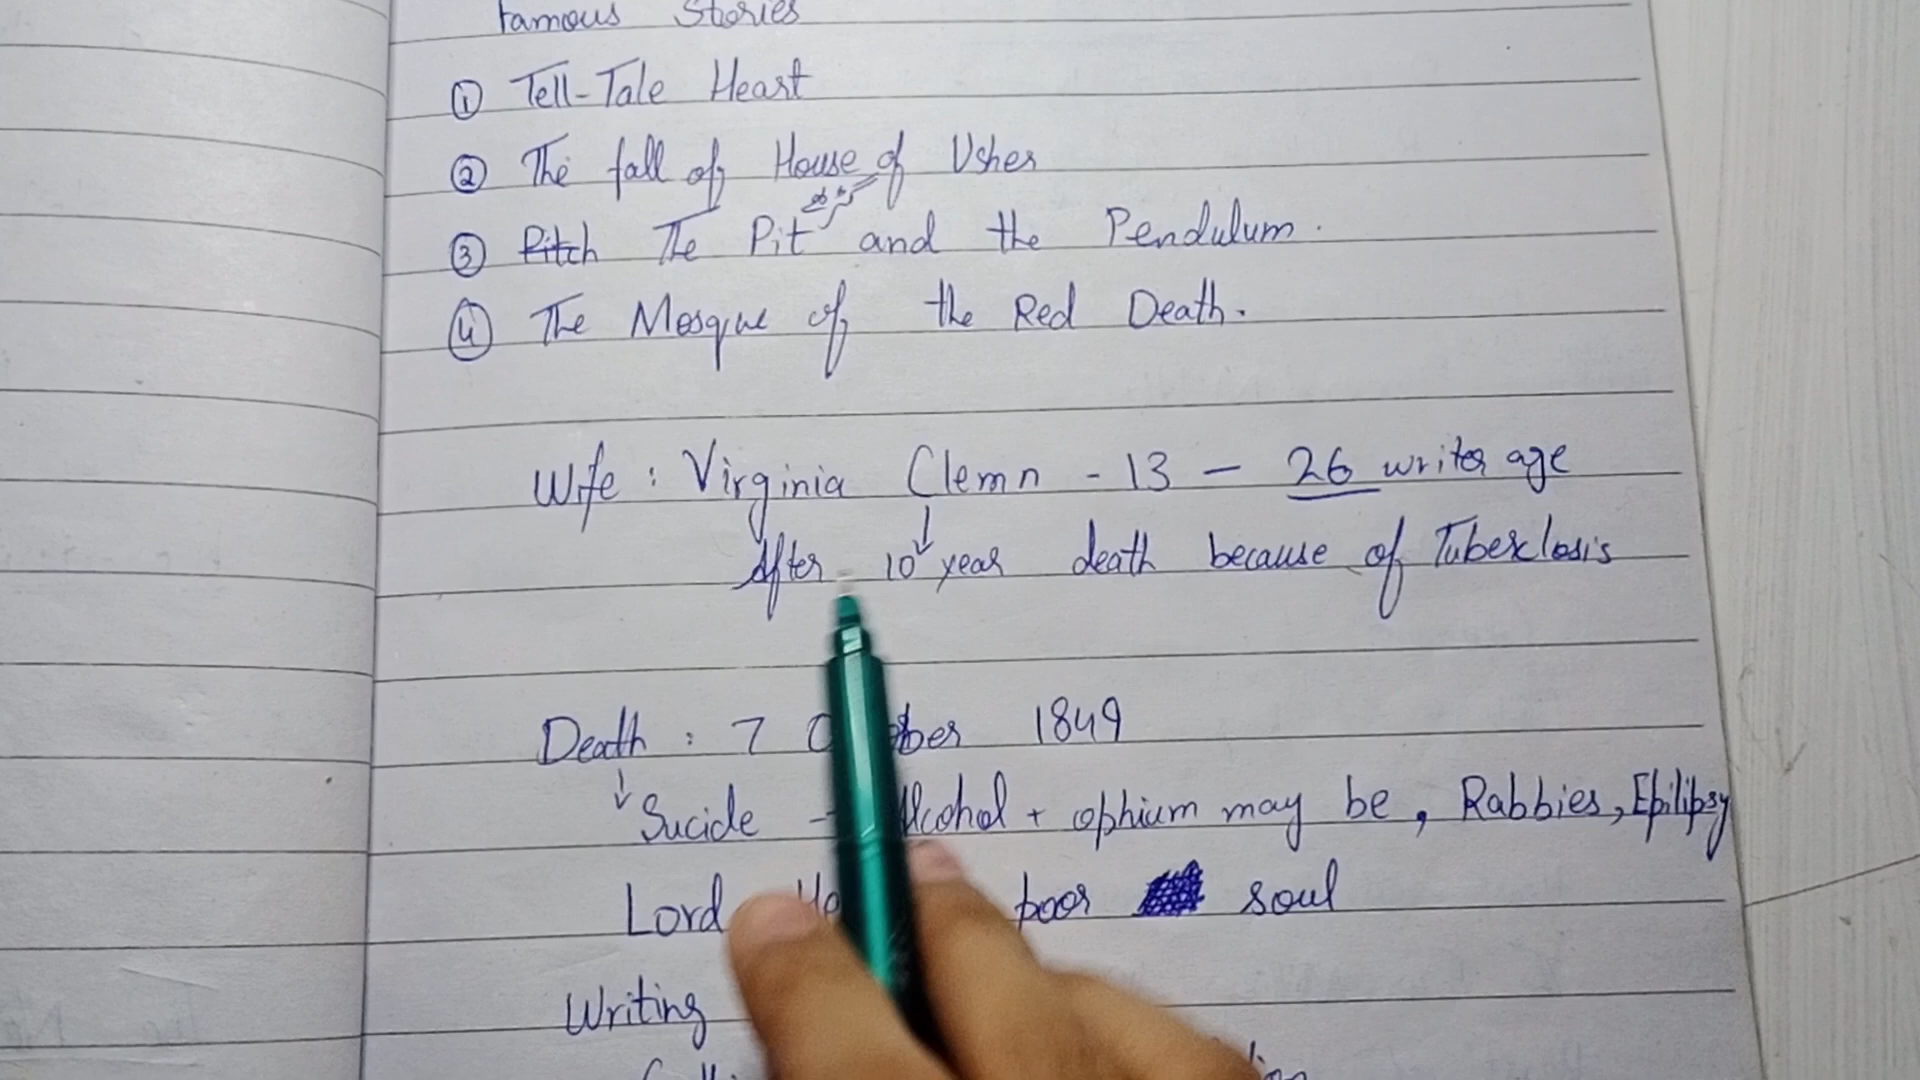 Famous Stories
① Tell-Tale Heart
② The fall of House of Usher
③ Pitch The Pit and the Pendulum.
④ The Mosque of the Red Death.
Wife : Virginia Clemn - 13 - 26 writer age
After 10 year death because of Tuberclosis
Death : 7 October 1849
Sucide - Alcohol + ophium may be, Rabbies, Epilipsy
Lord poor soul
Writing